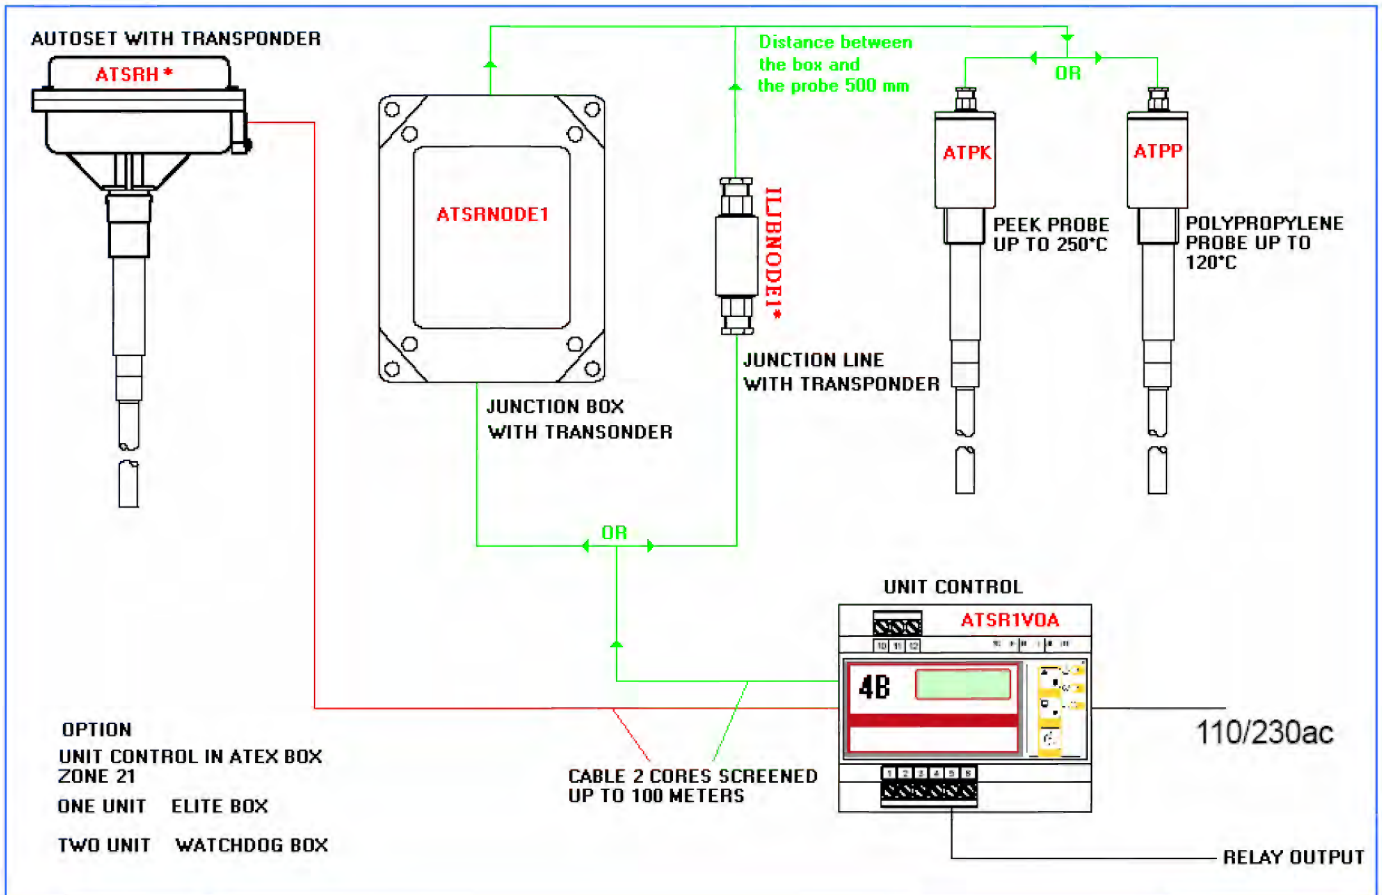 AUTOSET WITH TRANSPONDER
ATSRH *
Distance between
the box and
the probe 500 mm
OR
ATSRNODE1
ILJBNODE1*
ATPK
ATPP
PEEK PROBE
UP TO 250°C
POLYPROPYLENE
PROBE UP TO
120°C
JUNCTION LINE
WITH TRANSPONDER
JUNCTION BOX
WITH TRANSONDER
OR
UNIT CONTROL
ATSR1VOA
10 11 12
4B
110/230ac
OPTION
UNIT CONTROL IN ATEX BOX
ZONE 21
ONE UNIT ELITE BOX
TWO UNIT WATCHDOG BOX
CABLE 2 CORES SCREENED
UP TO 100 METERS
1 2 3 4 5 6
RELAY OUTPUT